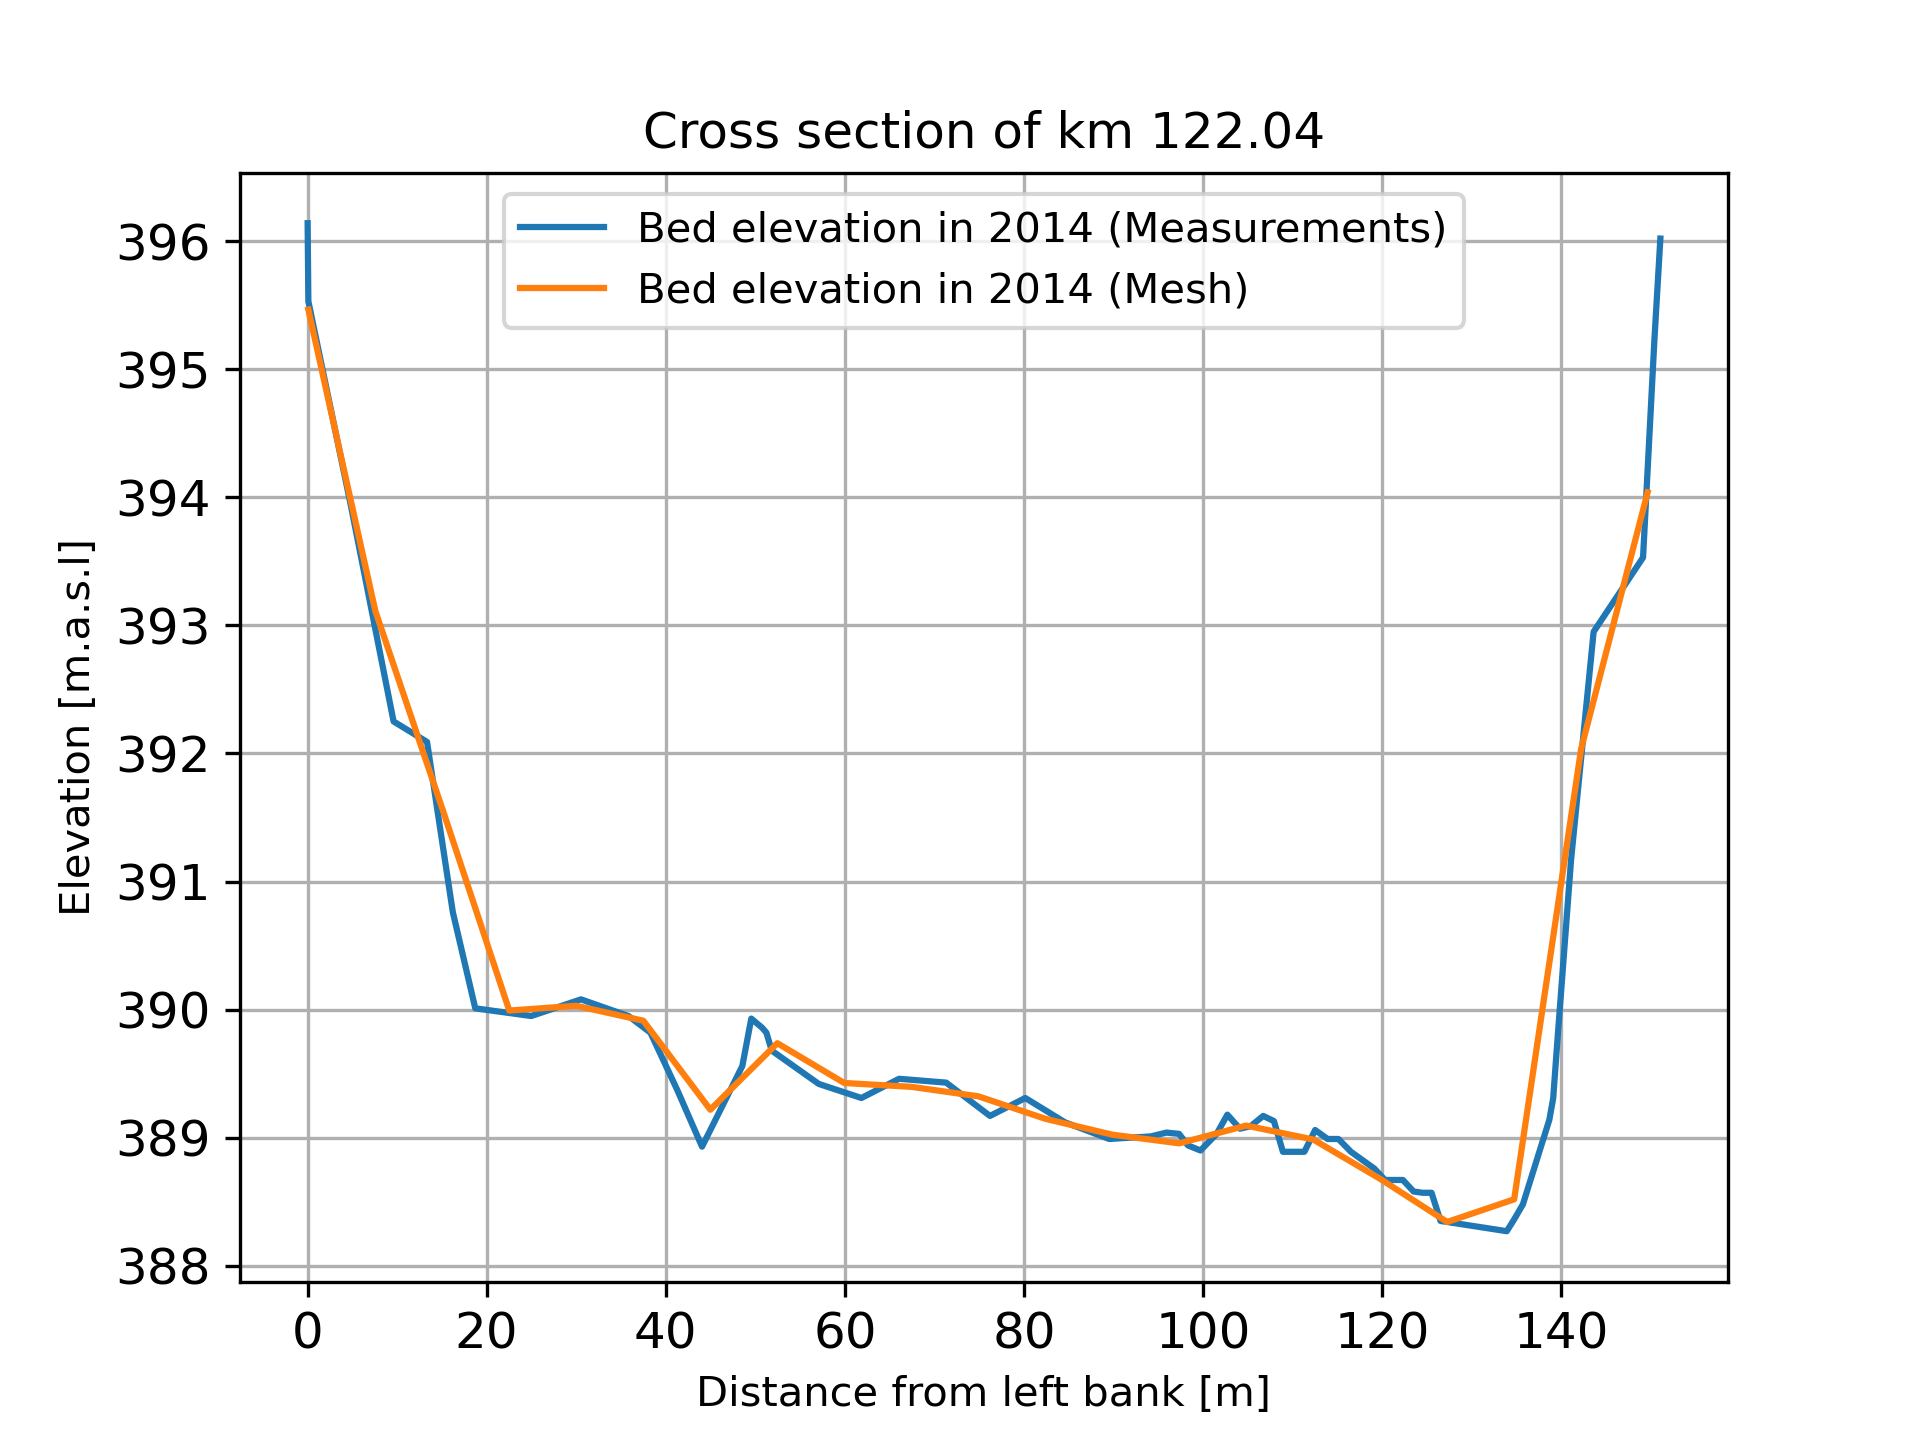 Cross section of km 122.04
Bed elevation in 2014 (Measurements)
Bed elevation in 2014 (Mesh)
Elevation [m.a.s.l]
396
395
394
393
392
391
390
389
388
0 20 40 60 80 100 120 140
Distance from left bank [m]